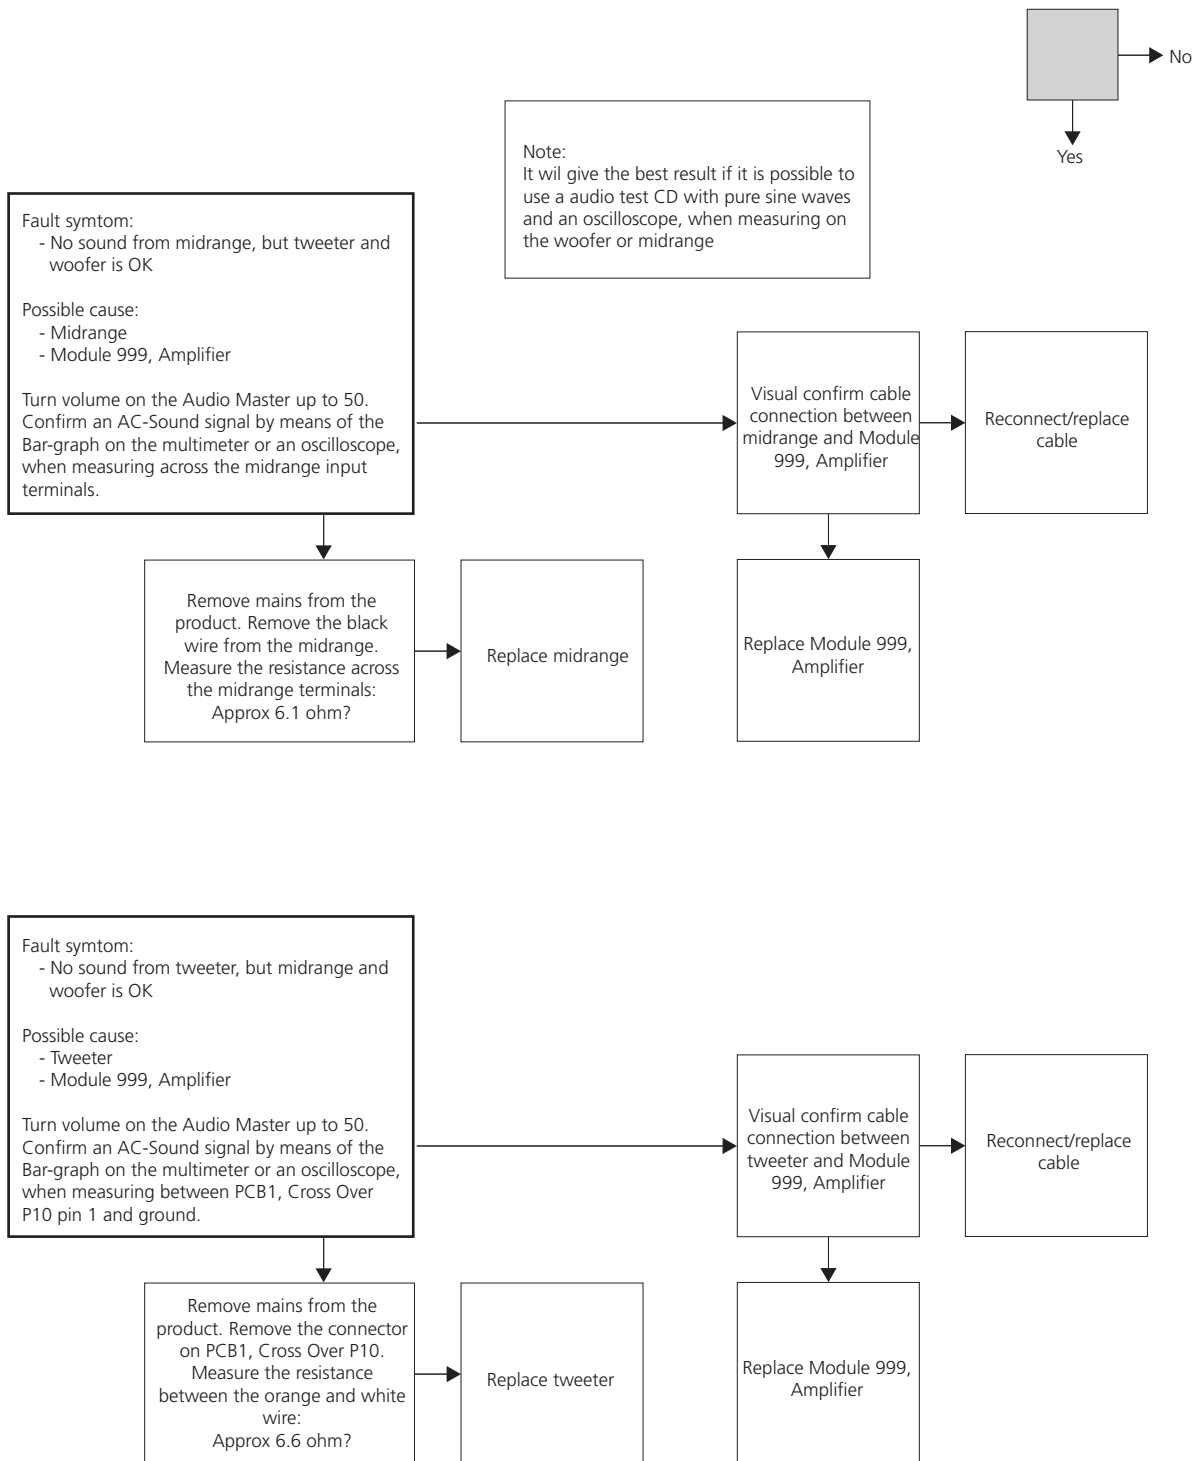 No
Yes
Note:
It wil give the best result if it is possible to
use a audio test CD with pure sine waves
and an oscilloscope, when measuring on
the woofer or midrange
Fault symtom:
- No sound from midrange, but tweeter and
woofer is OK
Possible cause:
- Midrange
- Module 999, Amplifier
Turn volume on the Audio Master up to 50.
Confirm an AC-Sound signal by means of the
Bar-graph on the multimeter or an oscilloscope,
when measuring across the midrange input
terminals.
Visual confirm cable
connection between
midrange and Module
999, Amplifier
Reconnect/replace
cable
Remove mains from the
product. Remove the black
wire from the midrange.
Measure the resistance across
the midrange terminals:
Approx 6.1 ohm?
Replace midrange
Replace Module 999,
Amplifier
Fault symtom:
- No sound from tweeter, but midrange and
woofer is OK
Possible cause:
- Tweeter
- Module 999, Amplifier
Turn volume on the Audio Master up to 50.
Confirm an AC-Sound signal by means of the
Bar-graph on the multimeter or an oscilloscope,
when measuring between PCB1, Cross Over
P10 pin 1 and ground.
Visual confirm cable
connection between
tweeter and Module
999, Amplifier
Reconnect/replace
cable
Remove mains from the
product. Remove the connector
on PCB1, Cross Over P10.
Measure the resistance
between the orange and white
wire:
Approx 6.6 ohm?
Replace tweeter
Replace Module 999,
Amplifier